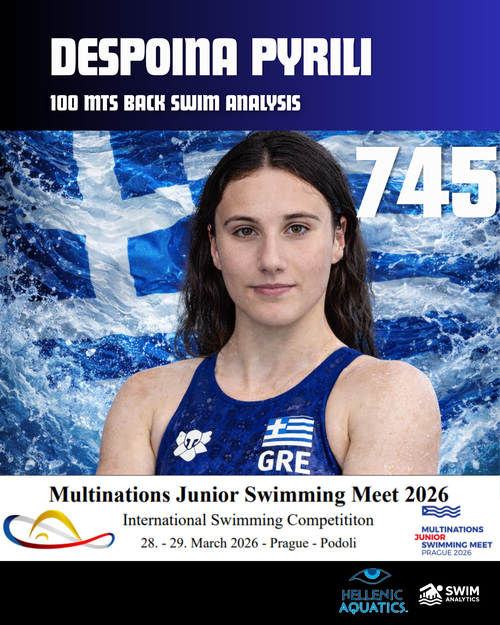 DESPOINA PYRILI
100 MTS BACK SWIM ANALYSIS
745
GRE
Multinations Junior Swimming Meet 2026
International Swimming Competititon
28. - 29. March 2026 - Prague - Podoli
MULTINATIONS
JUNIOR
SWIMMING MEET
PRAGUE 2026
HELLENIC
AQUATICS.
SWIM
ANALYTICS